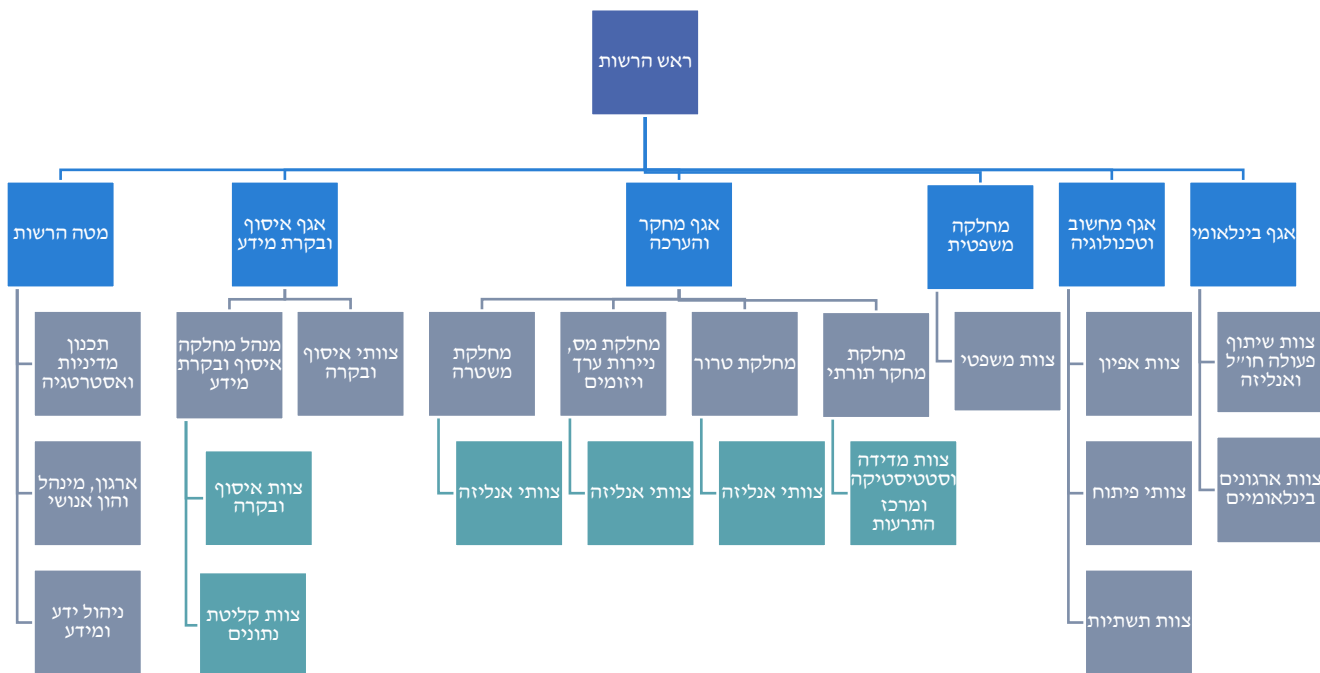 ראש הרשות
אגף בינלאומי
אגף מחשוב
וטכנולוגיה
מחלקה
משפטית
אגף מחקר
והערכה
אגף איסוף
ובקרת מידע
מטה הרשות
צוות שיתוף
פעולה חו״ל
ואנליזה
צוות ארגונים
בינלאומיים
צוות אפיון
צוותי פיתוח
צוות תשתיות
צוות משפטי
מחלקת
מחקר תורתי
צוות מדידה
וסטטיסטיקה
ומרכז
התרעות
מחלקת טרור
צוותי אנליזה
מחלקת מס,
ניירות ערך
ויזומים
צוותי אנליזה
מחלקת
משטרה
צוותי אנליזה
צוותי איסוף
ובקרה
מנהל מחלקה
איסוף ובקרת
מידע
צוות איסוף
ובקרה
צוות קליטת
נתונים
תכנון
מדיניות
ואסטרטגיה
ארגון, מינהל
והון אנושי
ניהול ידע
ומידע